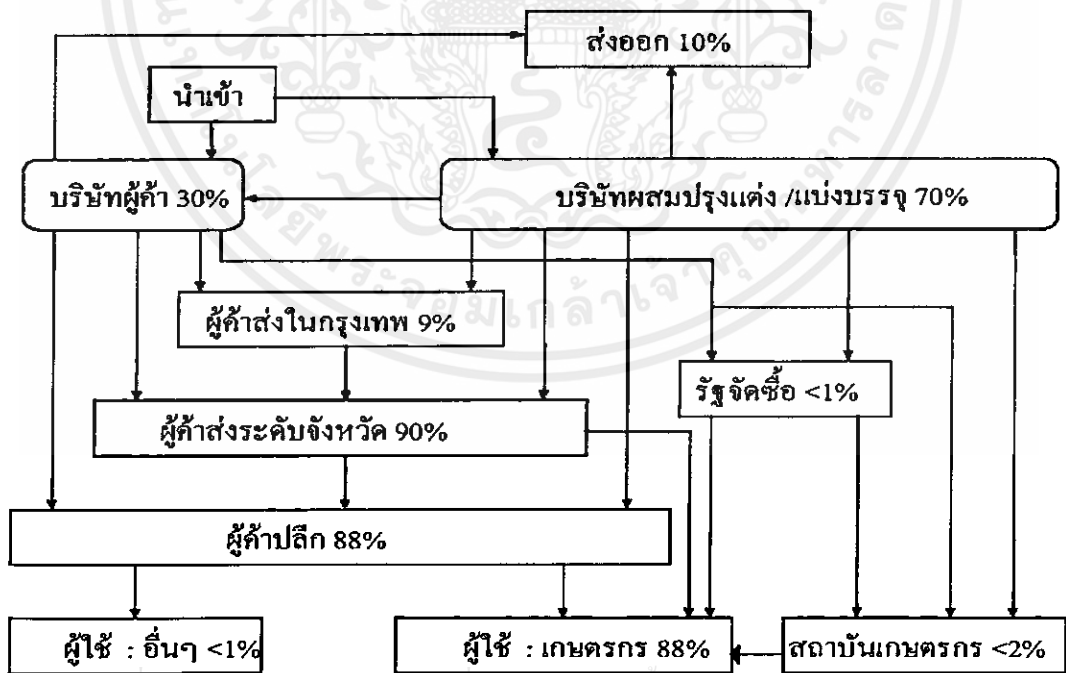 ส่งออก 10%
นำเข้า
บริษัทผู้ค้า 30%
บริษัทผสมปรุงแต่ง /แบ่งบรรจุ 70%
ผู้ค้าส่งในกรุงเทพ 9%
รัฐจัดซื้อ <1%
ผู้ค้าส่งระดับจังหวัด 90%
ผู้ค้าปลีก 88%
ผู้ใช้ : อื่นๆ <1%
ผู้ใช้ : เกษตรกร 88%
สถาบันเกษตรกร <2%